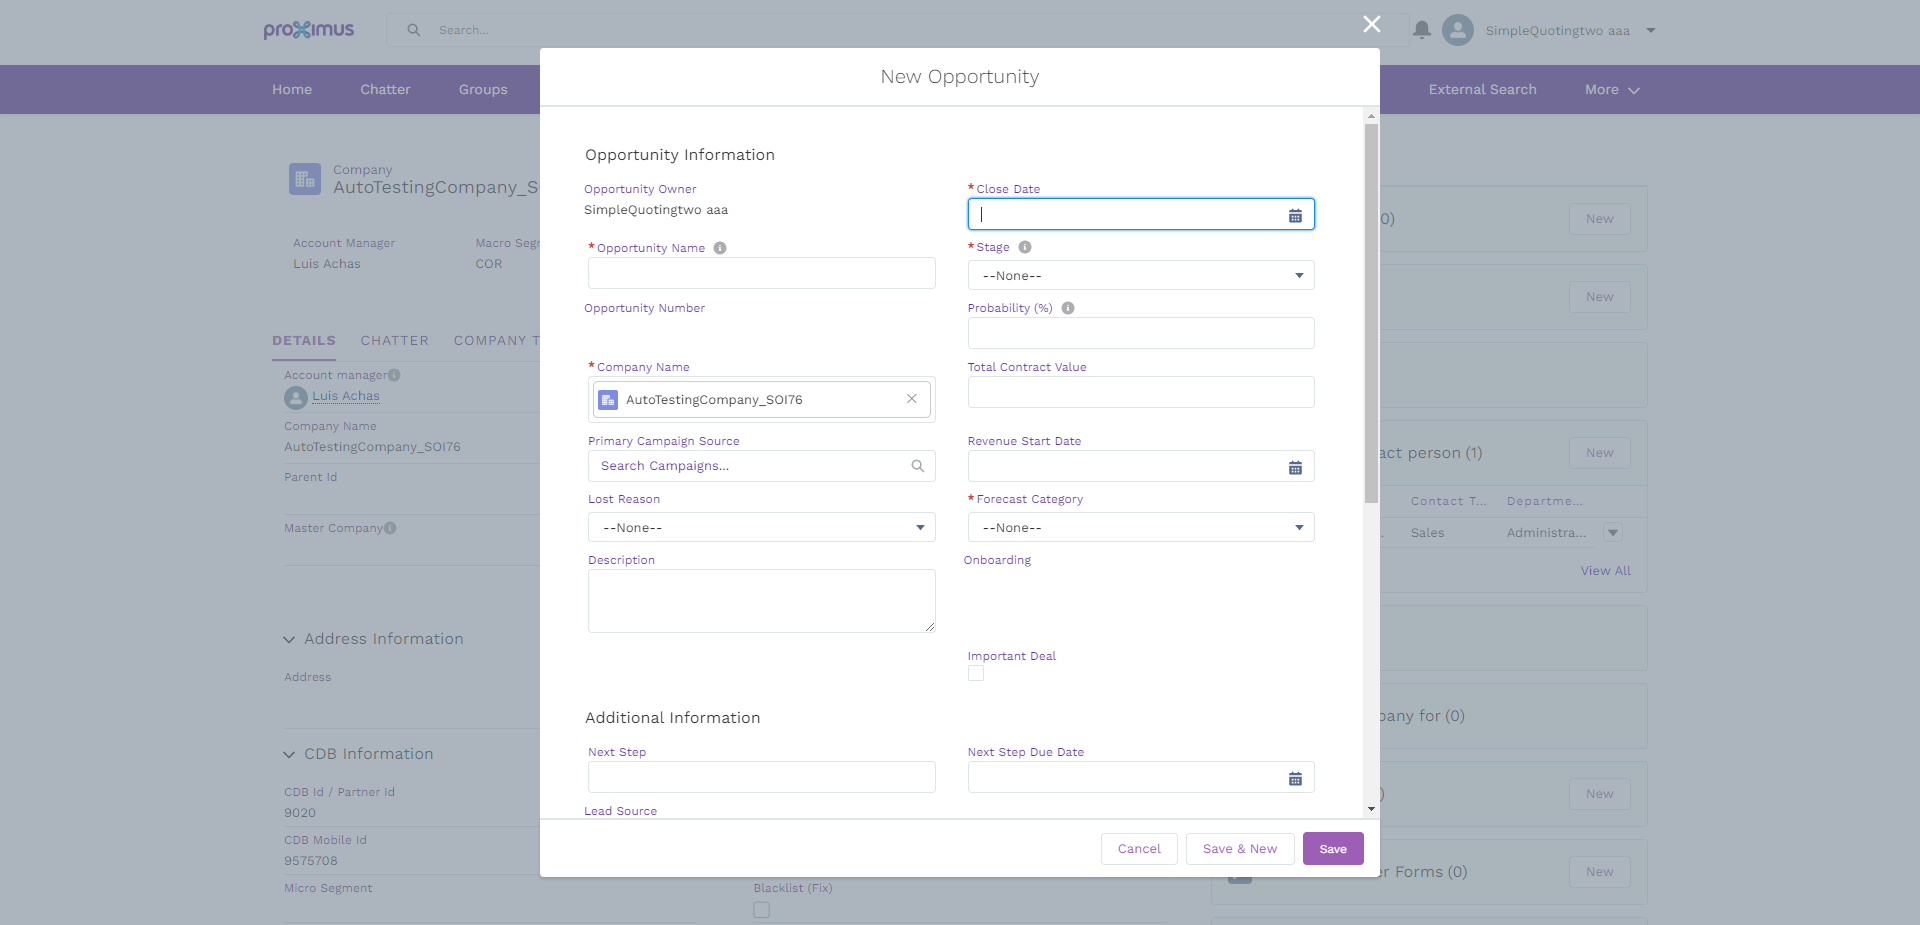 proximus
Search...
SimpleQuotingtwo aaa
Home
Chatter
Groups
External Search
More
Company
AutoTestingCompany_S
Account Manager
Luis Achas
Macro Seg
COR
DETAILS
CHATTER
COMPANY T
Account manager
Luis Achas
Company Name
AutoTestingCompany_SOI76
Parent Id
Master Company
Address Information
Address
CDB Information
CDB Id / Partner Id
9020
CDB Mobile Id
9575708
Micro Segment
Blacklist (Fix)
New Opportunity
Opportunity Information
Opportunity Owner
SimpleQuotingtwo aaa
*Close Date
*Opportunity Name
*Stage
--None--
Opportunity Number
Probability (%)
*Company Name
AutoTestingCompany_SOI76
Total Contract Value
Primary Campaign Source
Search Campaigns...
Revenue Start Date
Lost Reason
--None--
*Forecast Category
--None--
Description
Onboarding
Important Deal
Additional Information
Next Step
Next Step Due Date
Lead Source
Cancel
Save & New
Save
0)
New
New
act person (1)
New
Contact T...
Departme...
Sales
Administra...
View All
pany for (0)
)
New
r Forms (0)
New